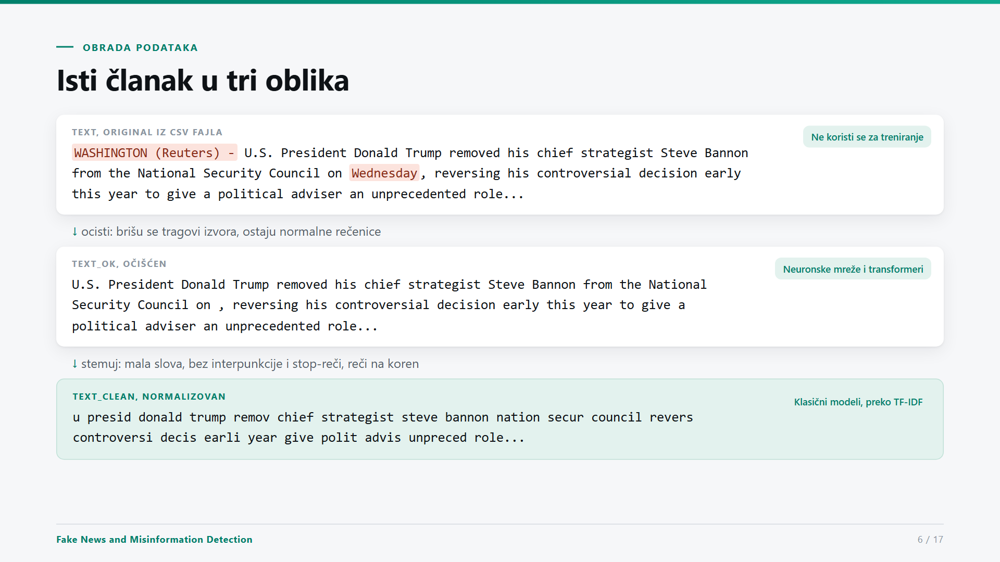 OBRADA PODATAKA
Isti članak u tri oblika
TEXT, ORIGINAL IZ CSV FAJLA
Ne koristi se za treniranje
WASHINGTON (Reuters) - U.S. President Donald Trump removed his chief strategist Steve Bannon
from the National Security Council on Wednesday, reversing his controversial decision early
this year to give a political adviser an unprecedented role...
↓ ocisti: brišu se tragovi izvora, ostaju normalne rečenice
TEXT_OK, OČIŠĆEN
Neuronske mreže i transformeri
U.S. President Donald Trump removed his chief strategist Steve Bannon from the National
Security Council on , reversing his controversial decision early this year to give a
political adviser an unprecedented role...
↓ stemuj: mala slova, bez interpunkcije i stop-reči, reči na koren
TEXT_CLEAN, NORMALIZOVAN
Klasični modeli, preko TF-IDF
u presid donald trump remov chief strategist steve bannon nation secur council revers
controversi decis earli year give polit advis unpreced role...
Fake News and Misinformation Detection
6 / 17